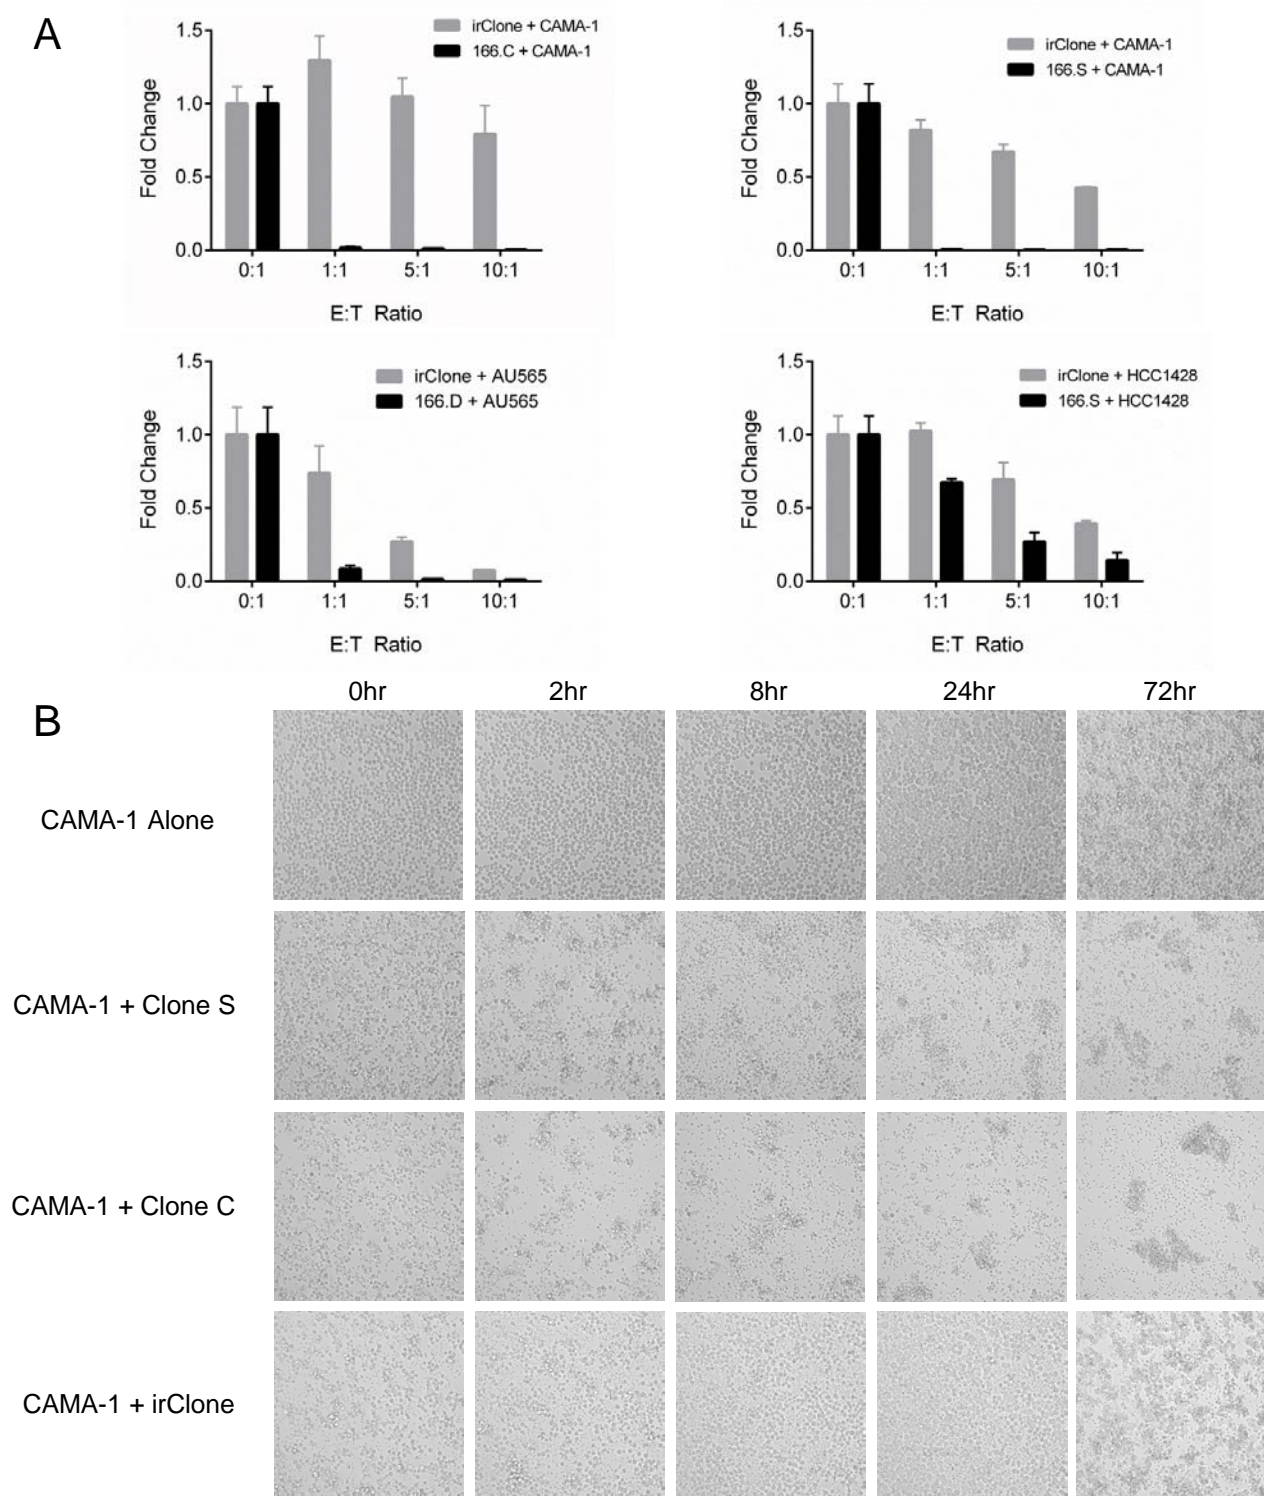 A
1.5
1.0
0.5
0.0
Fold Change
irClone + CAMA-1
166.C + CAMA-1
0:1 1:1 5:1 10:1
E:T Ratio
1.5
1.0
0.5
0.0
Fold Change
irClone + CAMA-1
166.S + CAMA-1
0:1 1:1 5:1 10:1
E:T Ratio
1.5
1.0
0.5
0.0
Fold Change
irClone + AU565
166.D + AU565
0:1 1:1 5:1 10:1
E:T Ratio
1.5
1.0
0.5
0.0
Fold Change
irClone + HCC1428
166.S + HCC1428
0:1 1:1 5:1 10:1
E:T Ratio
B
0hr 2hr 8hr 24hr 72hr
CAMA-1 Alone
CAMA-1 + Clone S
CAMA-1 + Clone C
CAMA-1 + irClone